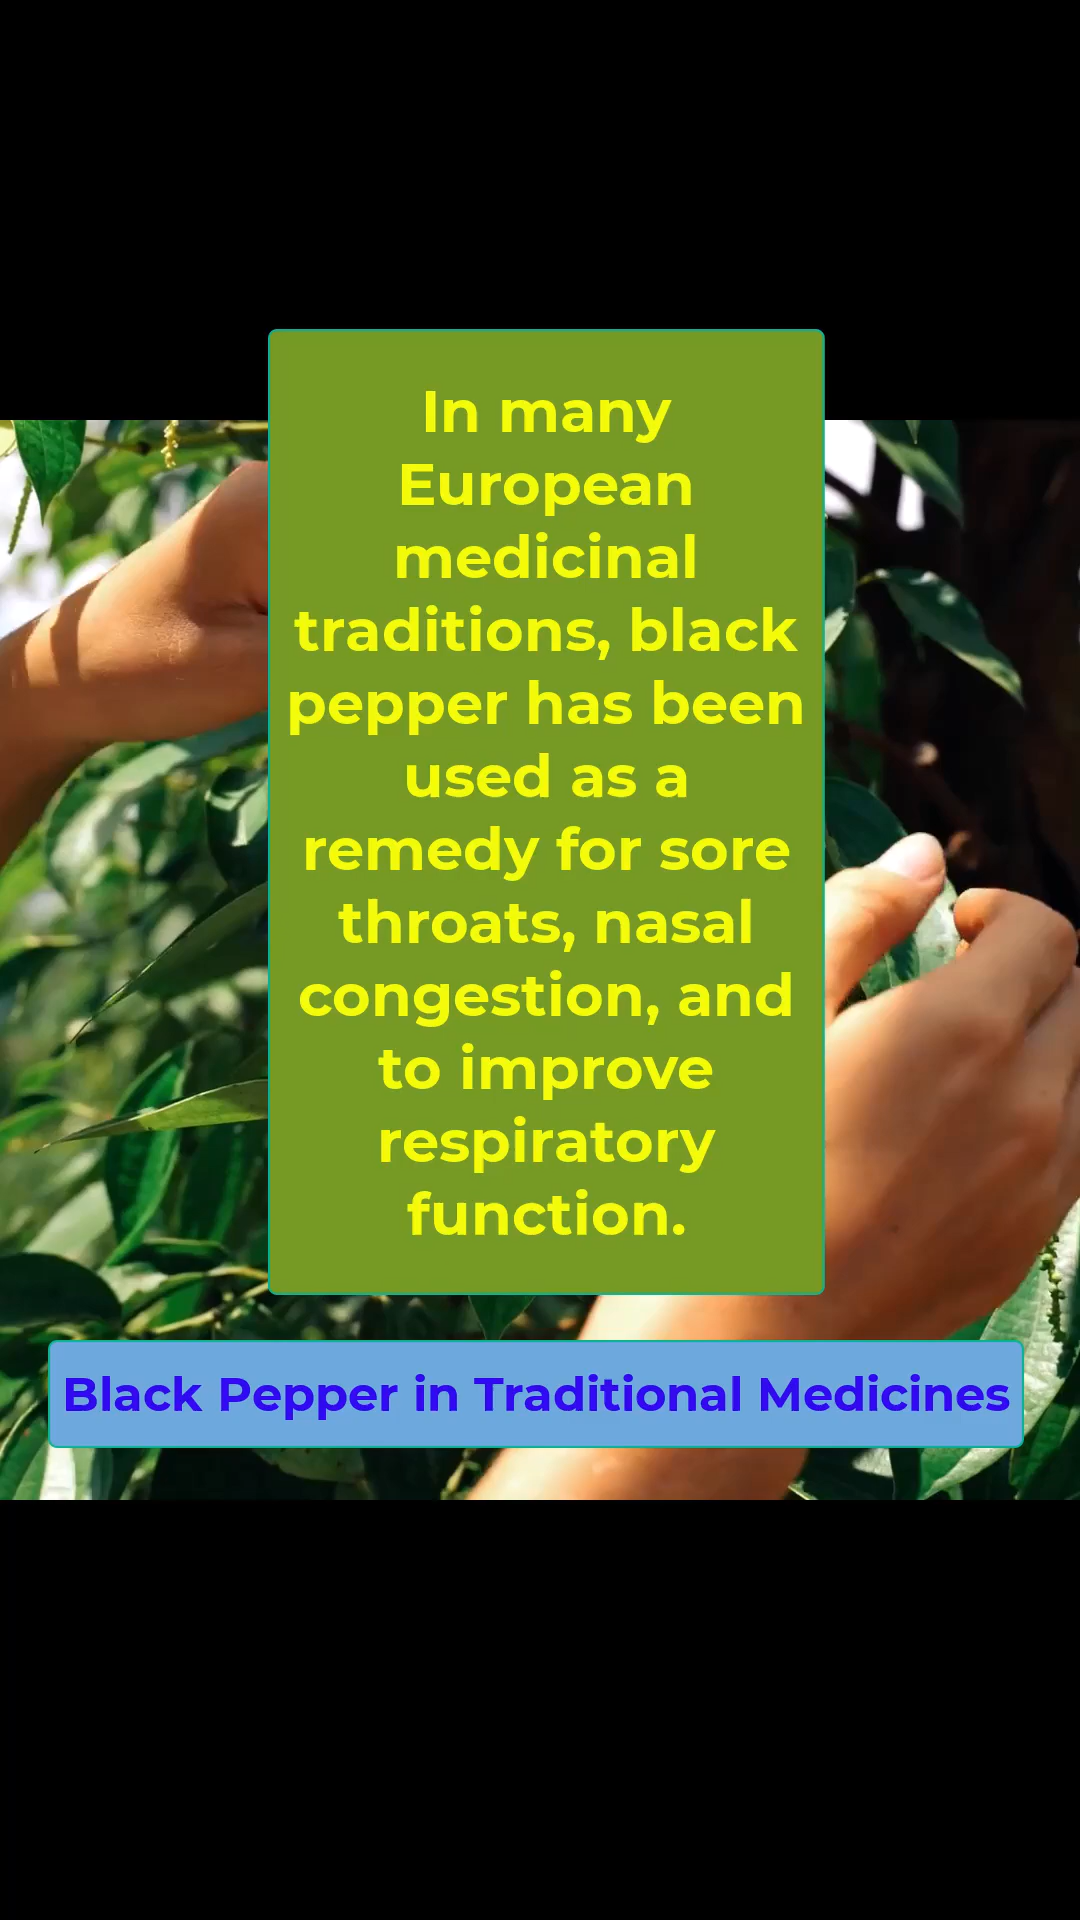 In many
European
medicinal
traditions, black
pepper has been
used as a
remedy for sore
throats, nasal
congestion, and
to improve
respiratory
function.
Black Pepper in Traditional Medicines